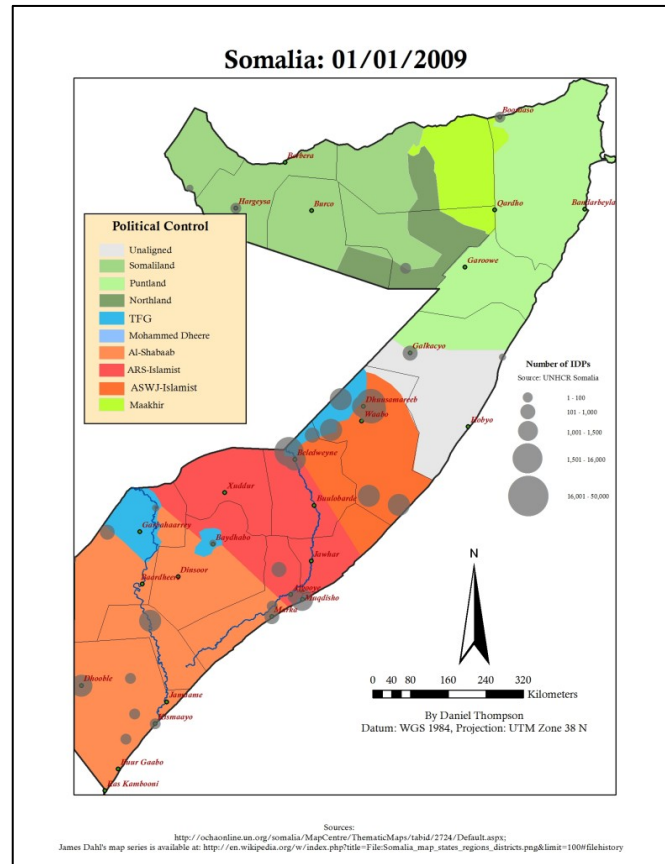 Somalia: 01/01/2009
Boosaaso
Berbera
Hargeysa
Burco
Qardho
Bandarbeyla
Garoowe
Political Control
Unaligned
Somaliland
Puntland
Northland
TFG
Mohammed Dheere
Al-Shabaab
ARS-Islamist
ASWJ-Islamist
Maakhir
Galkacyo
Number of IDPs
Source: UNHCR Somalia
1 - 100
101 - 1,000
1,001 - 1,500
1,501 - 16,000
16,001 - 50,000
Dhuusamareeb
Waabo
Hobyo
Beledweyne
Xuddur
Buulobarde
Garbahaarrey
Baydhabo
Jawhar
Baardheere
Diinsoor
Afgooye
Muqdisho
Marka
Dhooble
Jamaame
Kismaayo
Buur Gaabo
Ras Kambooni
N
0 20 40 80 160 240 320
Kilometers
By Daniel Thompson
Datum: WGS 1984, Projection: UTM Zone 38 N
Sources:
http://ochaonline.un.org/somalia/MapCentre/ThematicMaps/tabid/2724/Default.aspx;
James Dahl's map series is available at: http://en.wikipedia.org/w/index.php?title=File:Somalia_map_states_regions_districts.png&limit=100#filehistory